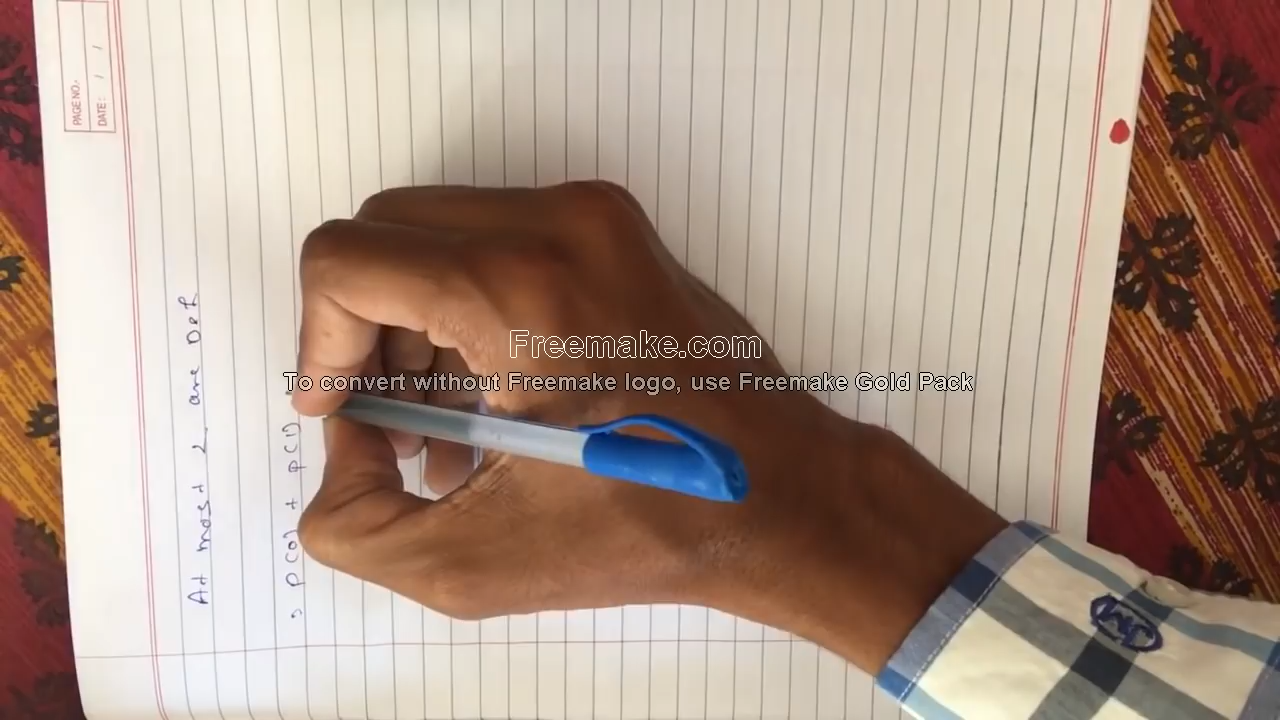 PAGE NO.:
DATE: / /
At most 2 are Def
⇒ P(0) + P(1)
Freemake.com
To convert without Freemake logo, use Freemake Gold Pack